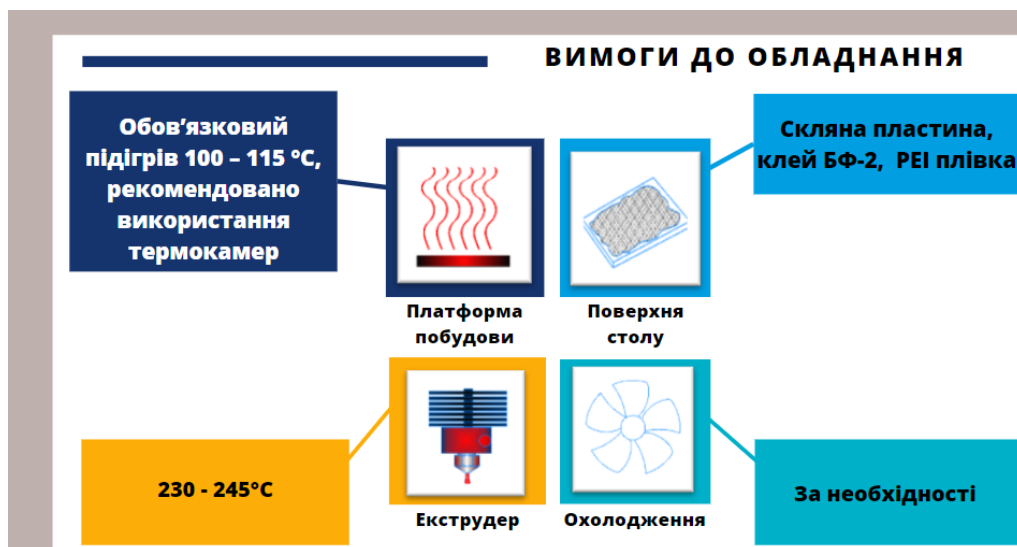 ВИМОГИ ДО ОБЛАДНАННЯ
Обов’язковий
підігрів 100 – 115 °С,
рекомендовано
використання
термокамер
Скляна пластина,
клей БФ-2, PEI плівка
Платформа
побудови
Поверхня
столу
230 - 245°С
За необхідності
Екструдер
Охолодження